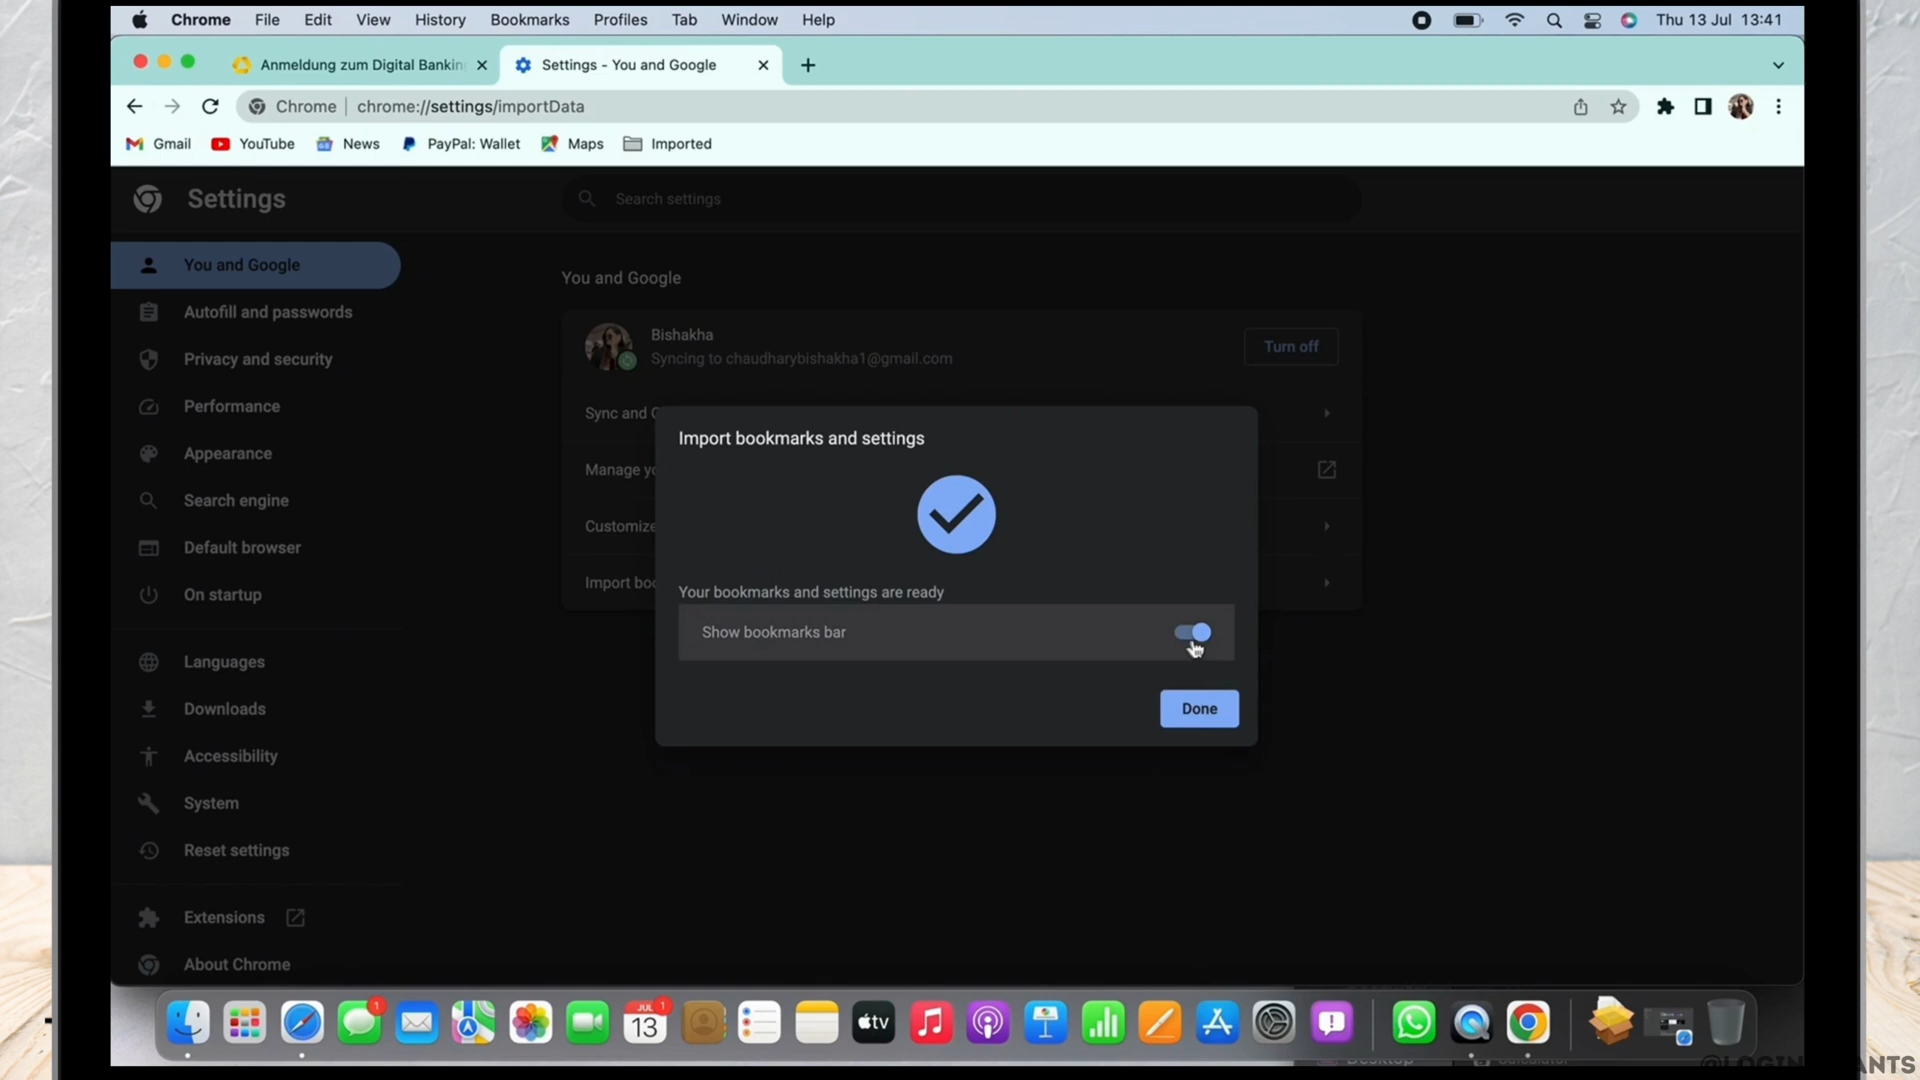 Chrome File Edit View History Bookmarks Profiles Tab Window Help Thu 13 Jul 13:41
Anmeldung zum Digital Bankin Settings - You and Google
Chrome chrome://settings/importData
Gmail YouTube News PayPal: Wallet Maps Imported
Settings Search settings
You and Google
Autofill and passwords
Privacy and security
Performance
Appearance
Search engine
Default browser
On startup
Languages
Downloads
Accessibility
System
Reset settings
Extensions
About Chrome
You and Google
Bishakha
Syncing to chaudharybishakha1@gmail.com
Turn off
Sync and G
Manage yo
Customize
Import boo
Import bookmarks and settings
Your bookmarks and settings are ready
Show bookmarks bar
Done
1
JUL 1
13
tv